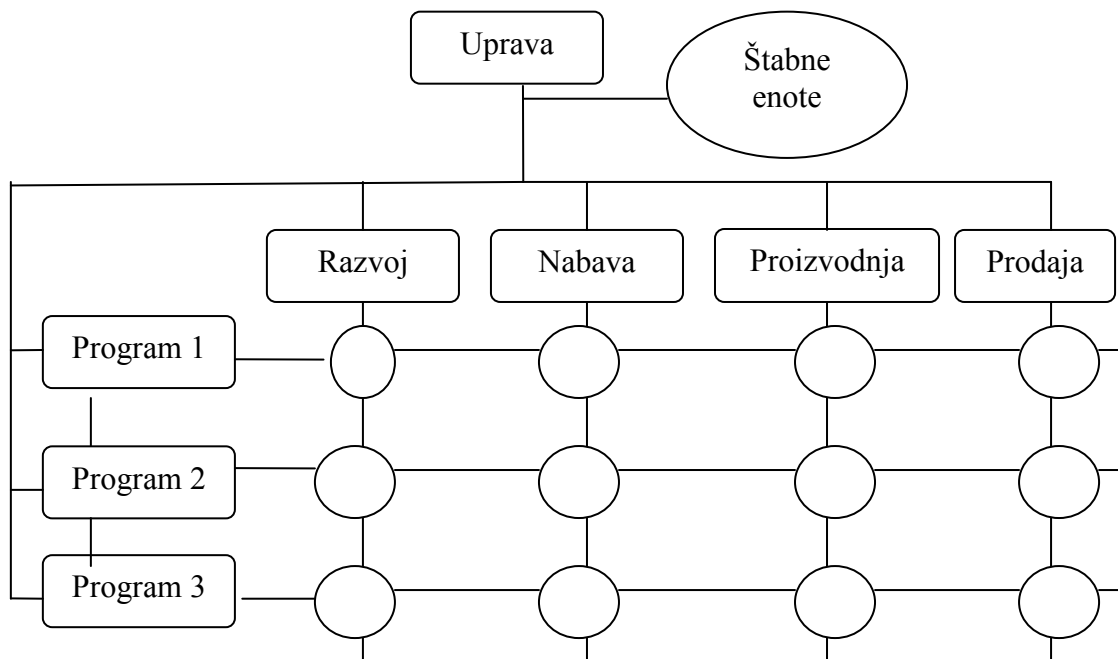 Uprava
Štabne
enote
Razvoj
Nabava
Proizvodnja
Prodaja
Program 1
Program 2
Program 3